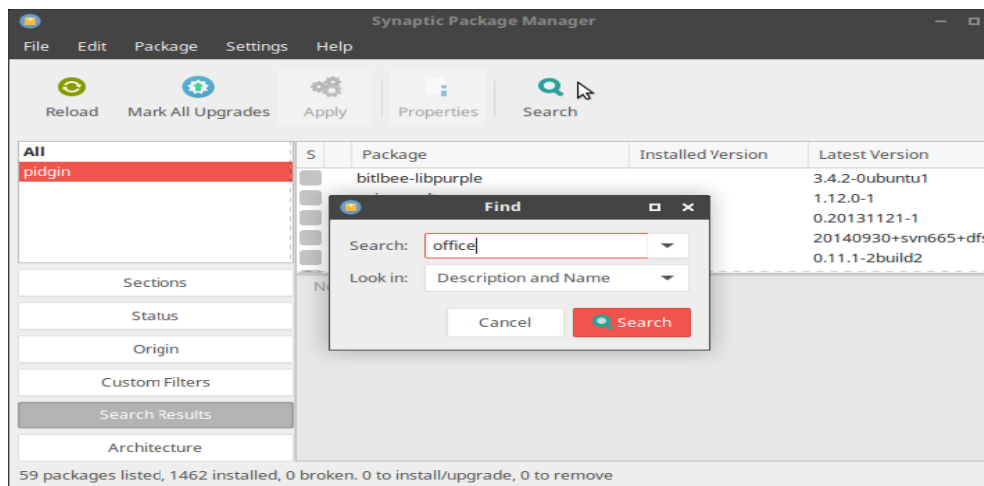 Synaptic Package Manager
File Edit Package Settings Help
Reload Mark All Upgrades Apply Properties Search
All
pidgin
S Package Installed Version Latest Version
bitlbee-libpurple 3.4.2-0ubuntu1
1.12.0-1
0.20131121-1
20140930+svn665+dfs
0.11.1-2build2
Find
Search: office
Look in: Description and Name
Cancel Search
Sections
Status
Origin
Custom Filters
Search Results
Architecture
59 packages listed, 1462 installed, 0 broken. 0 to install/upgrade, 0 to remove